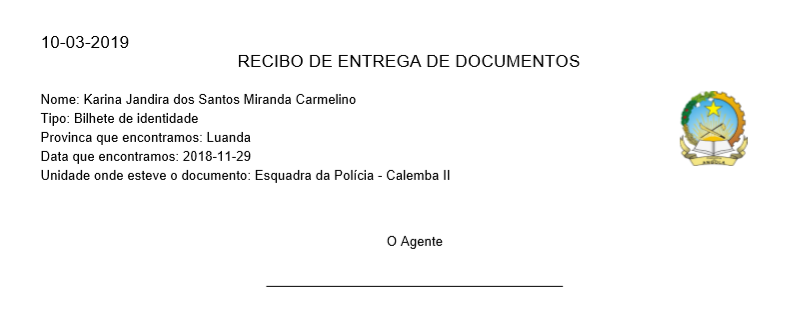 10-03-2019
RECIBO DE ENTREGA DE DOCUMENTOS
Nome: Karina Jandira dos Santos Miranda Carmelino
Tipo: Bilhete de identidade
Provinca que encontramos: Luanda
Data que encontramos: 2018-11-29
Unidade onde esteve o documento: Esquadra da Polícia - Calemba II
ANGOLA
O Agente